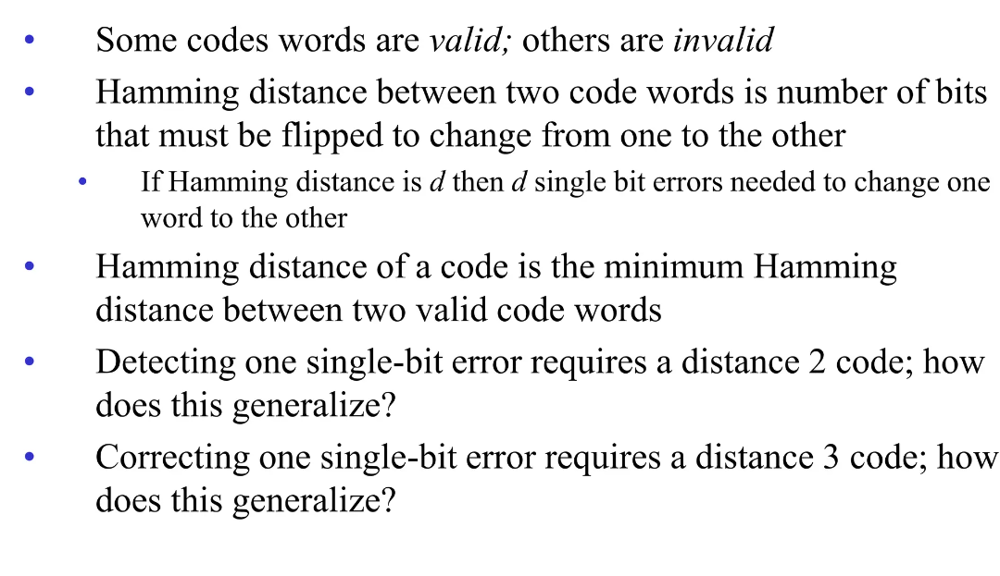 • Some codes words are valid; others are invalid
• Hamming distance between two code words is number of bits
that must be flipped to change from one to the other
• If Hamming distance is d then d single bit errors needed to change one
word to the other
• Hamming distance of a code is the minimum Hamming
distance between two valid code words
• Detecting one single-bit error requires a distance 2 code; how
does this generalize?
• Correcting one single-bit error requires a distance 3 code; how
does this generalize?